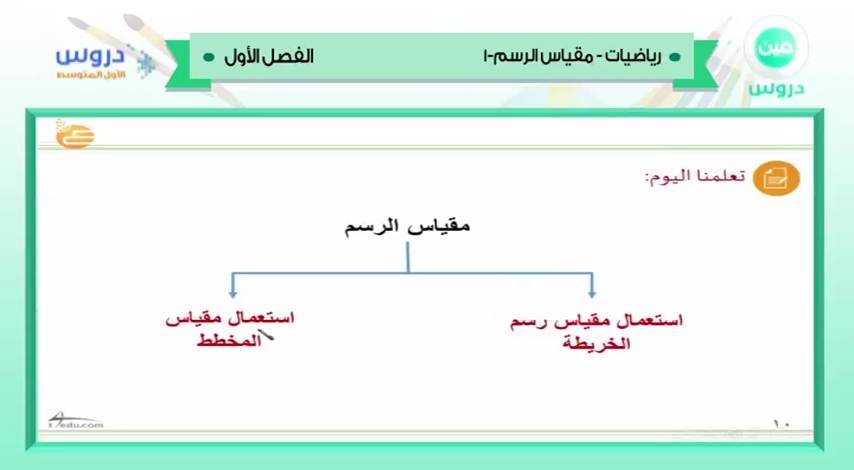 رياضيات - مقياس الرسم-١
الفصل الأول
عين
دروس
دروس
الأول المتوسط
تعلمنا اليوم:
مقياس الرسم
استعمال مقياس رسم
الخريطة
استعمال مقياس
المخطط
١٠
t4edu.com